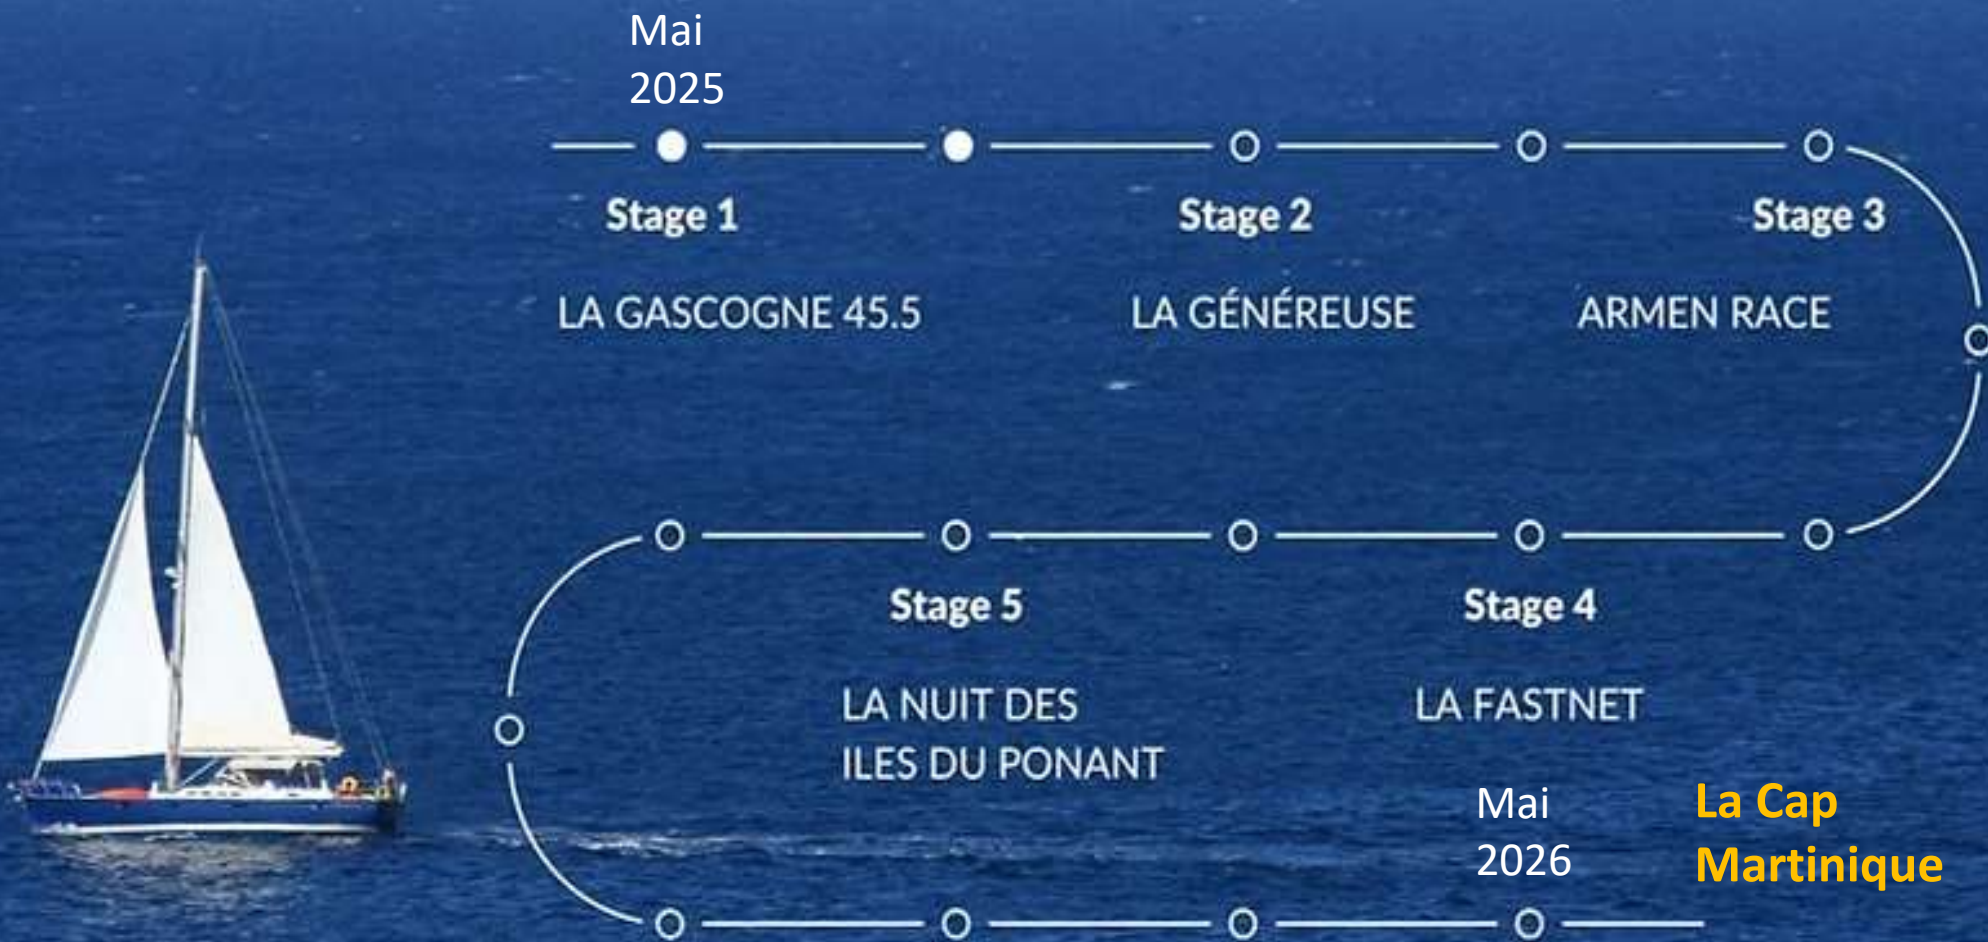 Mai
2025
Stage 1
Stage 2
Stage 3
LA GASCOGNE 45.5
LA GÉNÉREUSE
ARMEN RACE
Stage 5
Stage 4
LA NUIT DES
ILES DU PONANT
LA FASTNET
Mai
2026
La Cap
Martinique